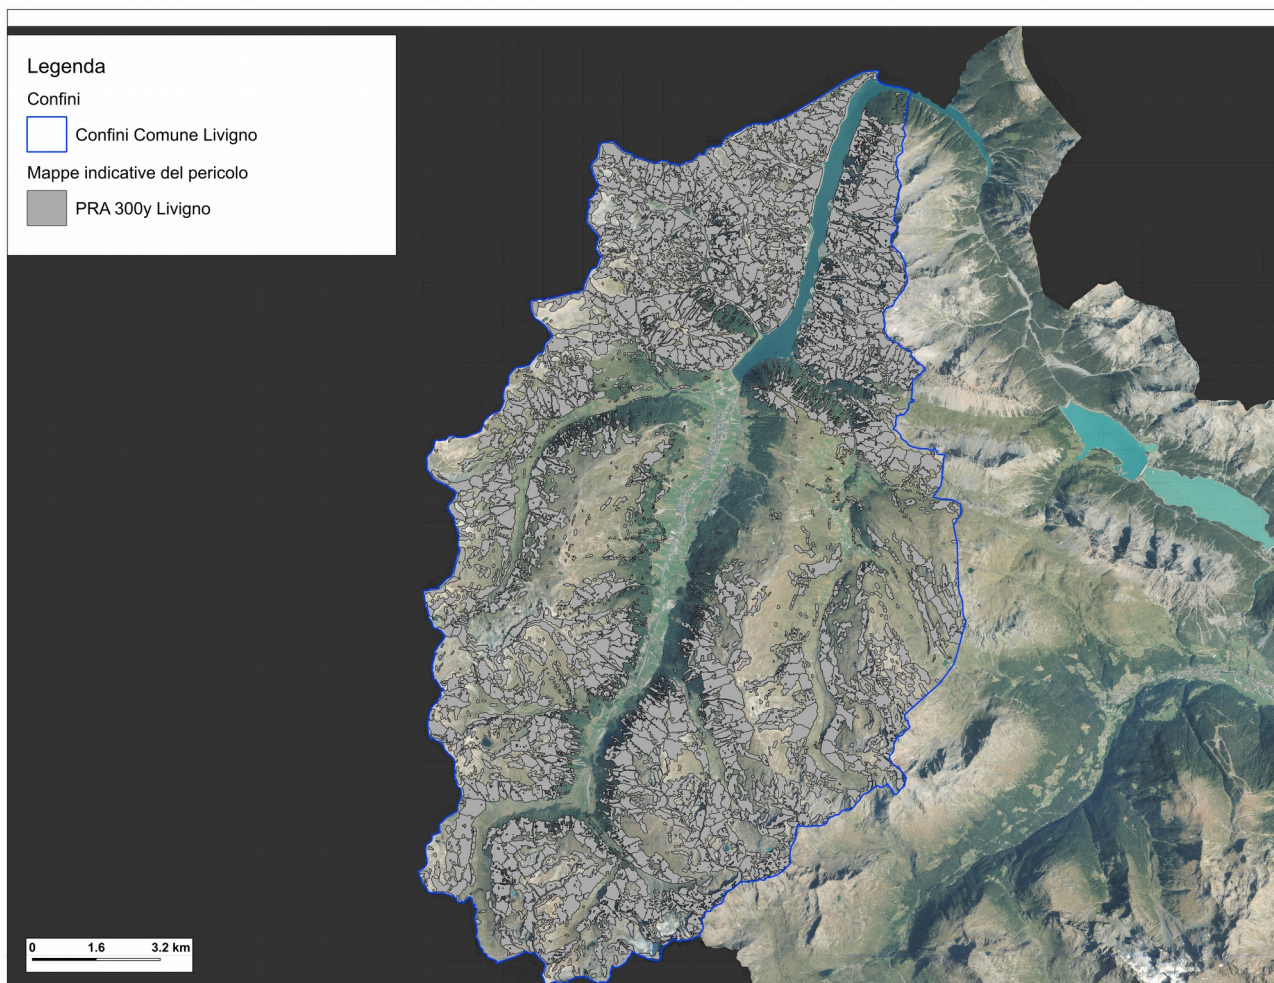 Legenda
Confini
Confini Comune Livigno
Mappe indicative del pericolo
PRA 300y Livigno
0 1.6 3.2 km